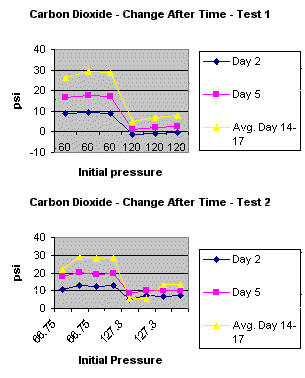 Carbon Dioxide - Change After Time - Test 1
40
30
20
10
0
-10
psi
60 60 60 120 120 120
Initial pressure
Day 2
Day 5
Avg. Day 14-
17
Carbon Dioxide - Change After Time - Test 2
40
30
20
10
0
psi
66.75 66.75 127.3 127.3
Initial Pressure
Day 2
Day 5
Avg. Day 14-
17